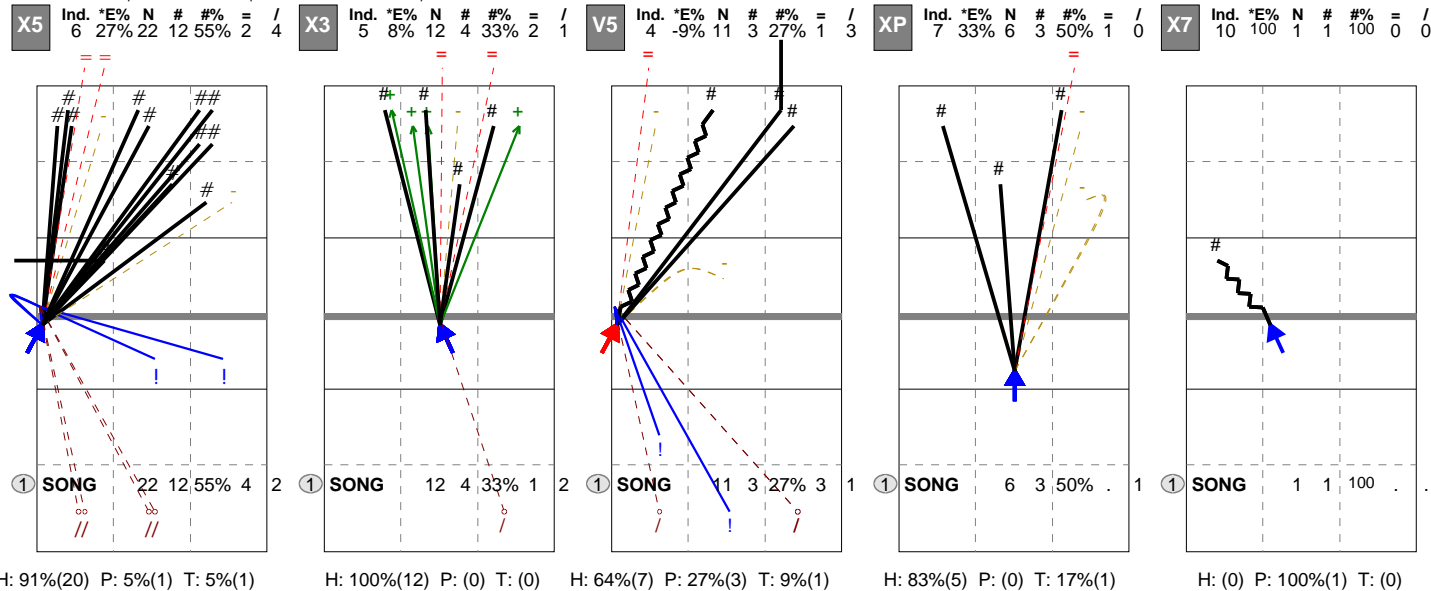 X5 Ind. *E% N # #% = /
6 27% 22 12 55% 2 4
X3 Ind. *E% N # #% = /
5 8% 12 4 33% 2 1
V5 Ind. *E% N # #% = /
4 -9% 11 3 27% 1 3
XP Ind. *E% N # #% = /
7 33% 6 3 50% 1 0
X7 Ind. *E% N # #% = /
10 100 1 1 100 0 0
1 SONG 22 12 55% 4 2
1 SONG 12 4 33% 1 2
1 SONG 11 3 27% 3 1
1 SONG 6 3 50% . 1
1 SONG 1 1 100 . .
H: 91%(20) P: 5%(1) T: 5%(1)
H: 100%(12) P: (0) T: (0)
H: 64%(7) P: 27%(3) T: 9%(1)
H: 83%(5) P: (0) T: 17%(1)
H: (0) P: 100%(1) T: (0)